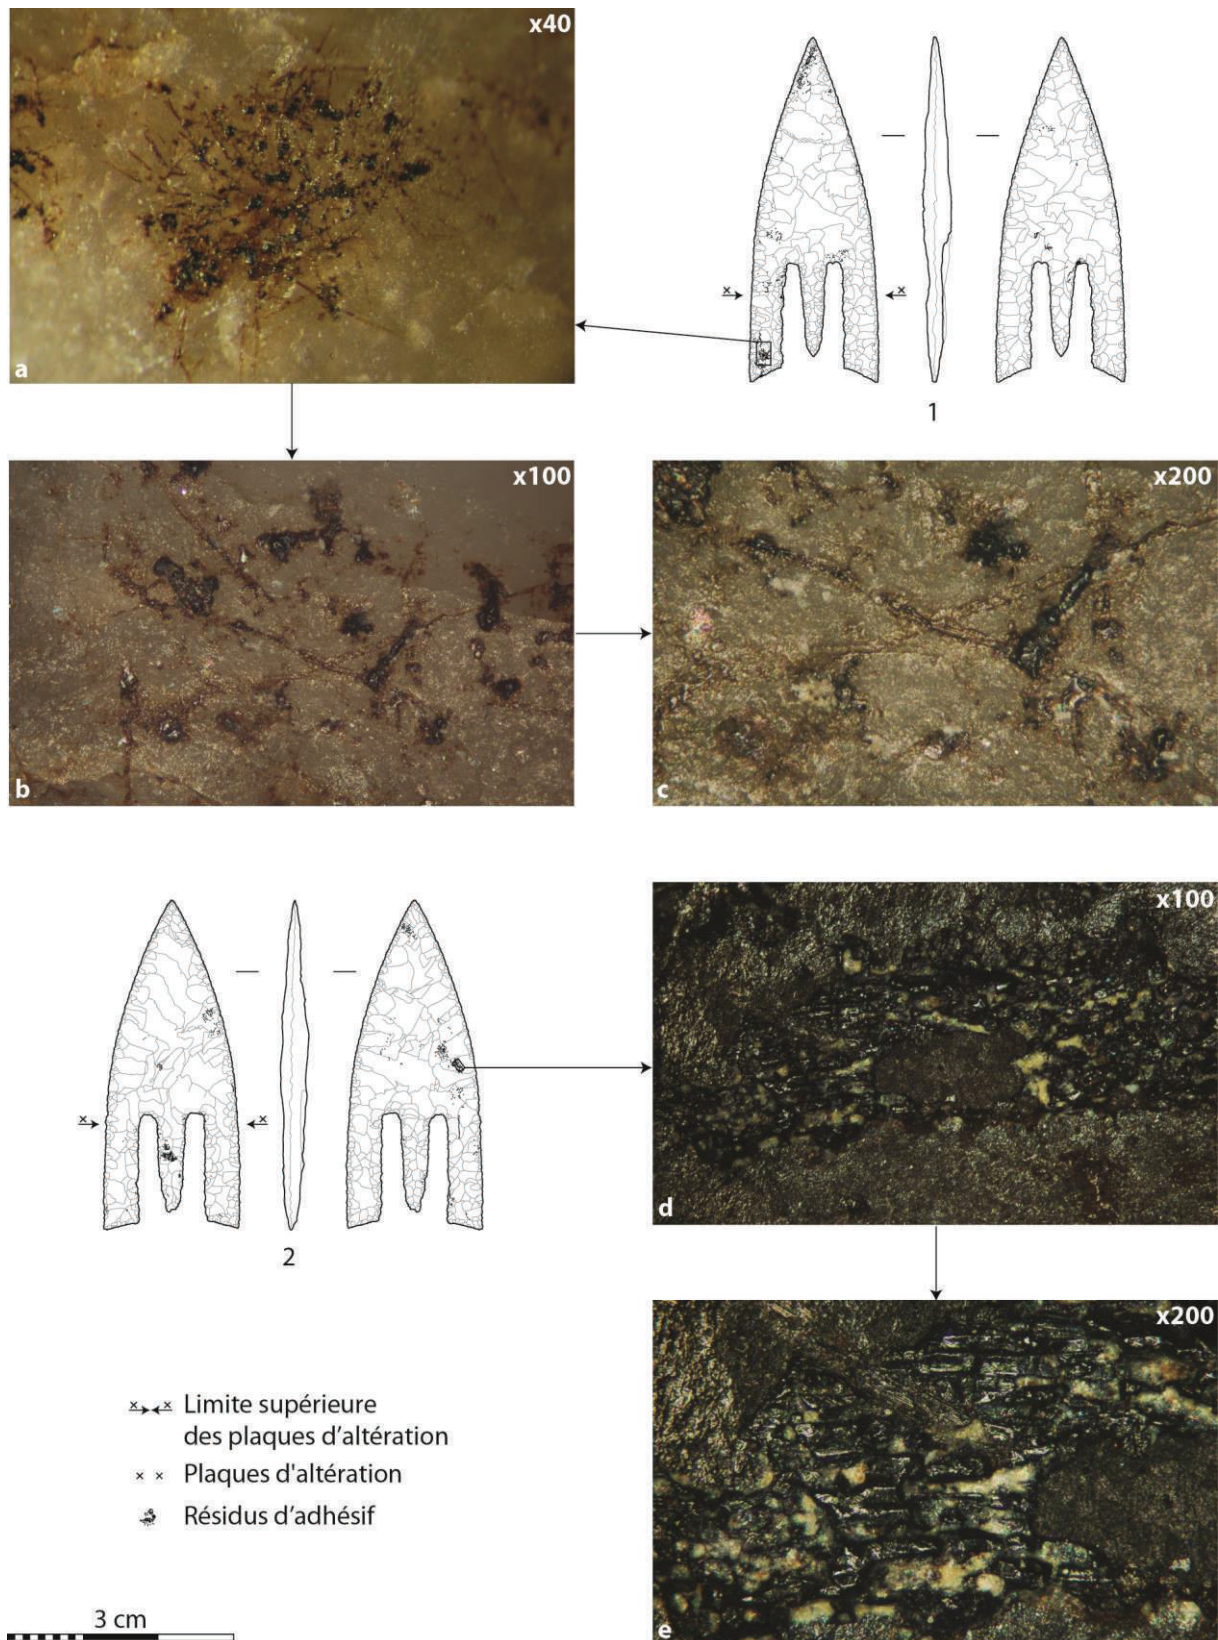 x40
a
x x
1
x100
b
x200
c
x x
2
x100
d
x200
e
x x Limite supérieure
des plaques d'altération
x x Plaques d'altération
Résidus d'adhésif
3 cm